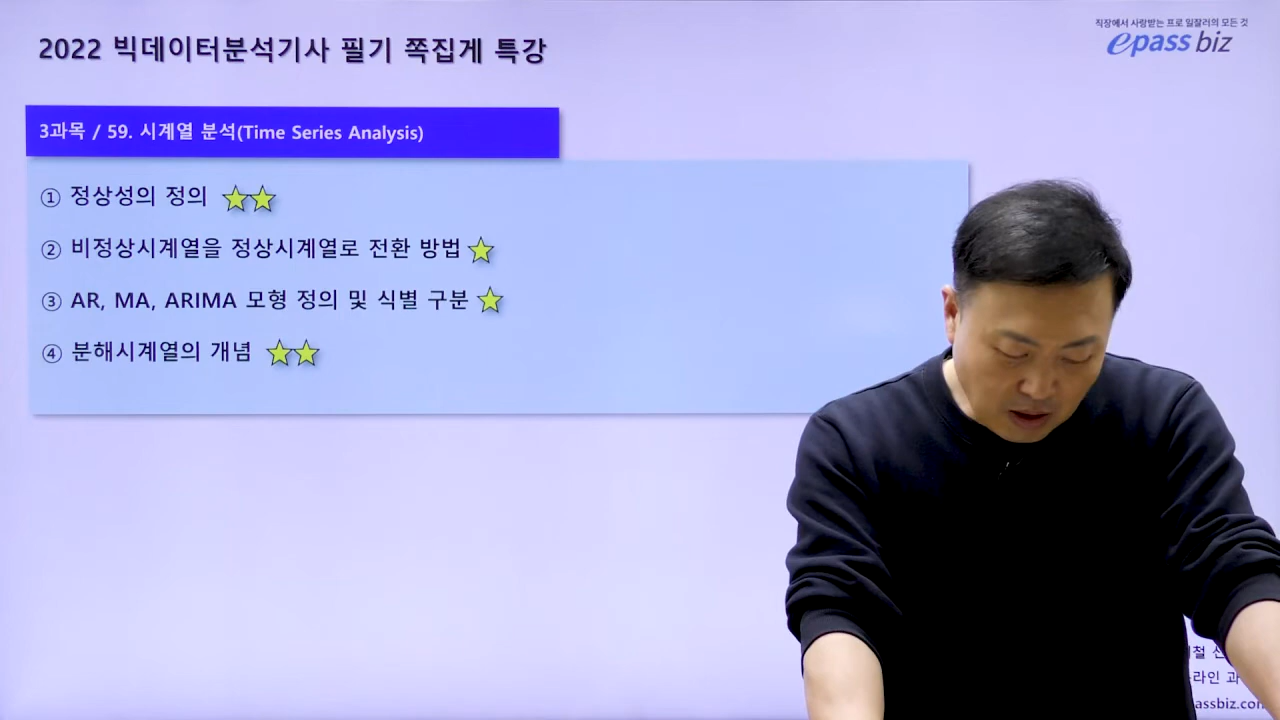 2022 빅데이터분석기사 필기 쪽집게 특강
직장에서 사랑받는 프로 일잘러의 모든 것
epass biz
3과목 / 59. 시계열 분석(Time Series Analysis)
① 정상성의 정의 ★★
② 비정상시계열을 정상시계열로 전환 방법 ★
③ AR, MA, ARIMA 모형 정의 및 식별 구분 ★
④ 분해시계열의 개념 ★★